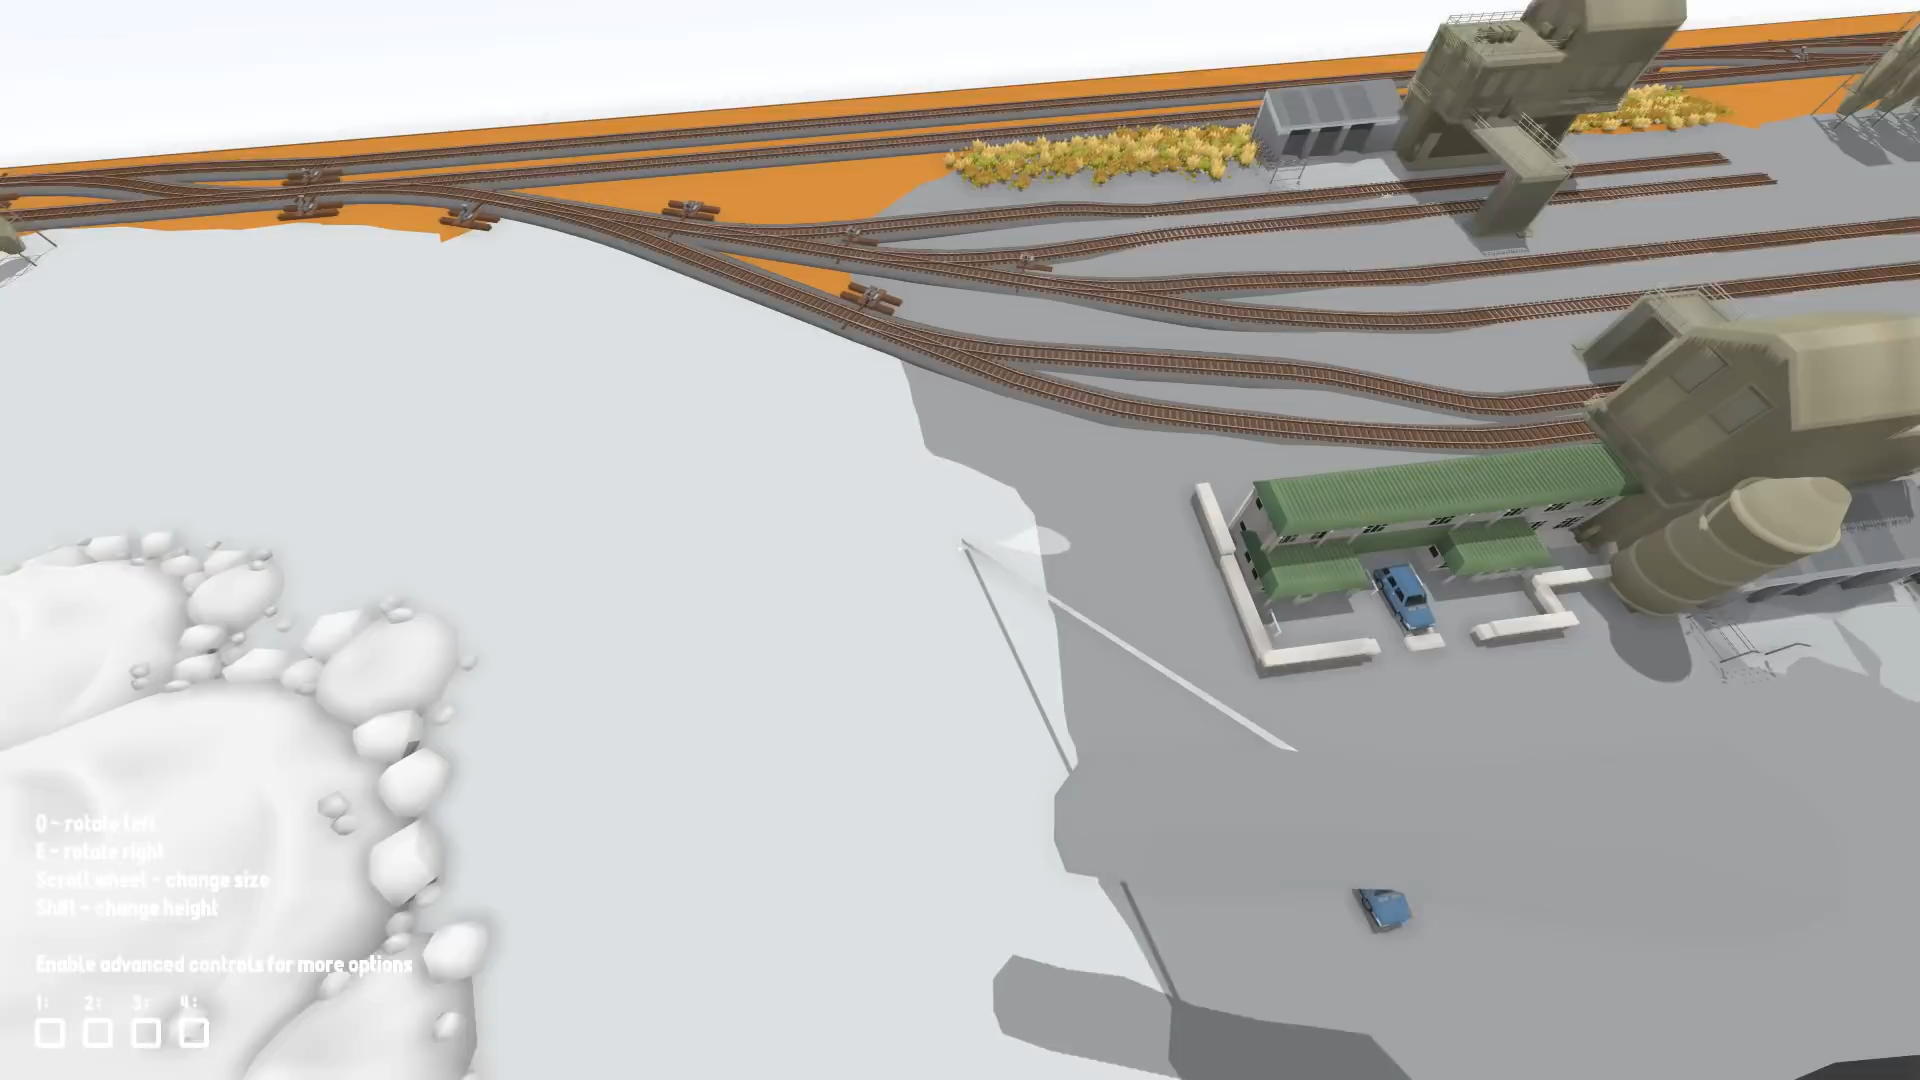 Q - rotate left
E - rotate right
Scroll wheel - change size
Shift - change height
Enable advanced controls for more options
1: 2: 3: 4: